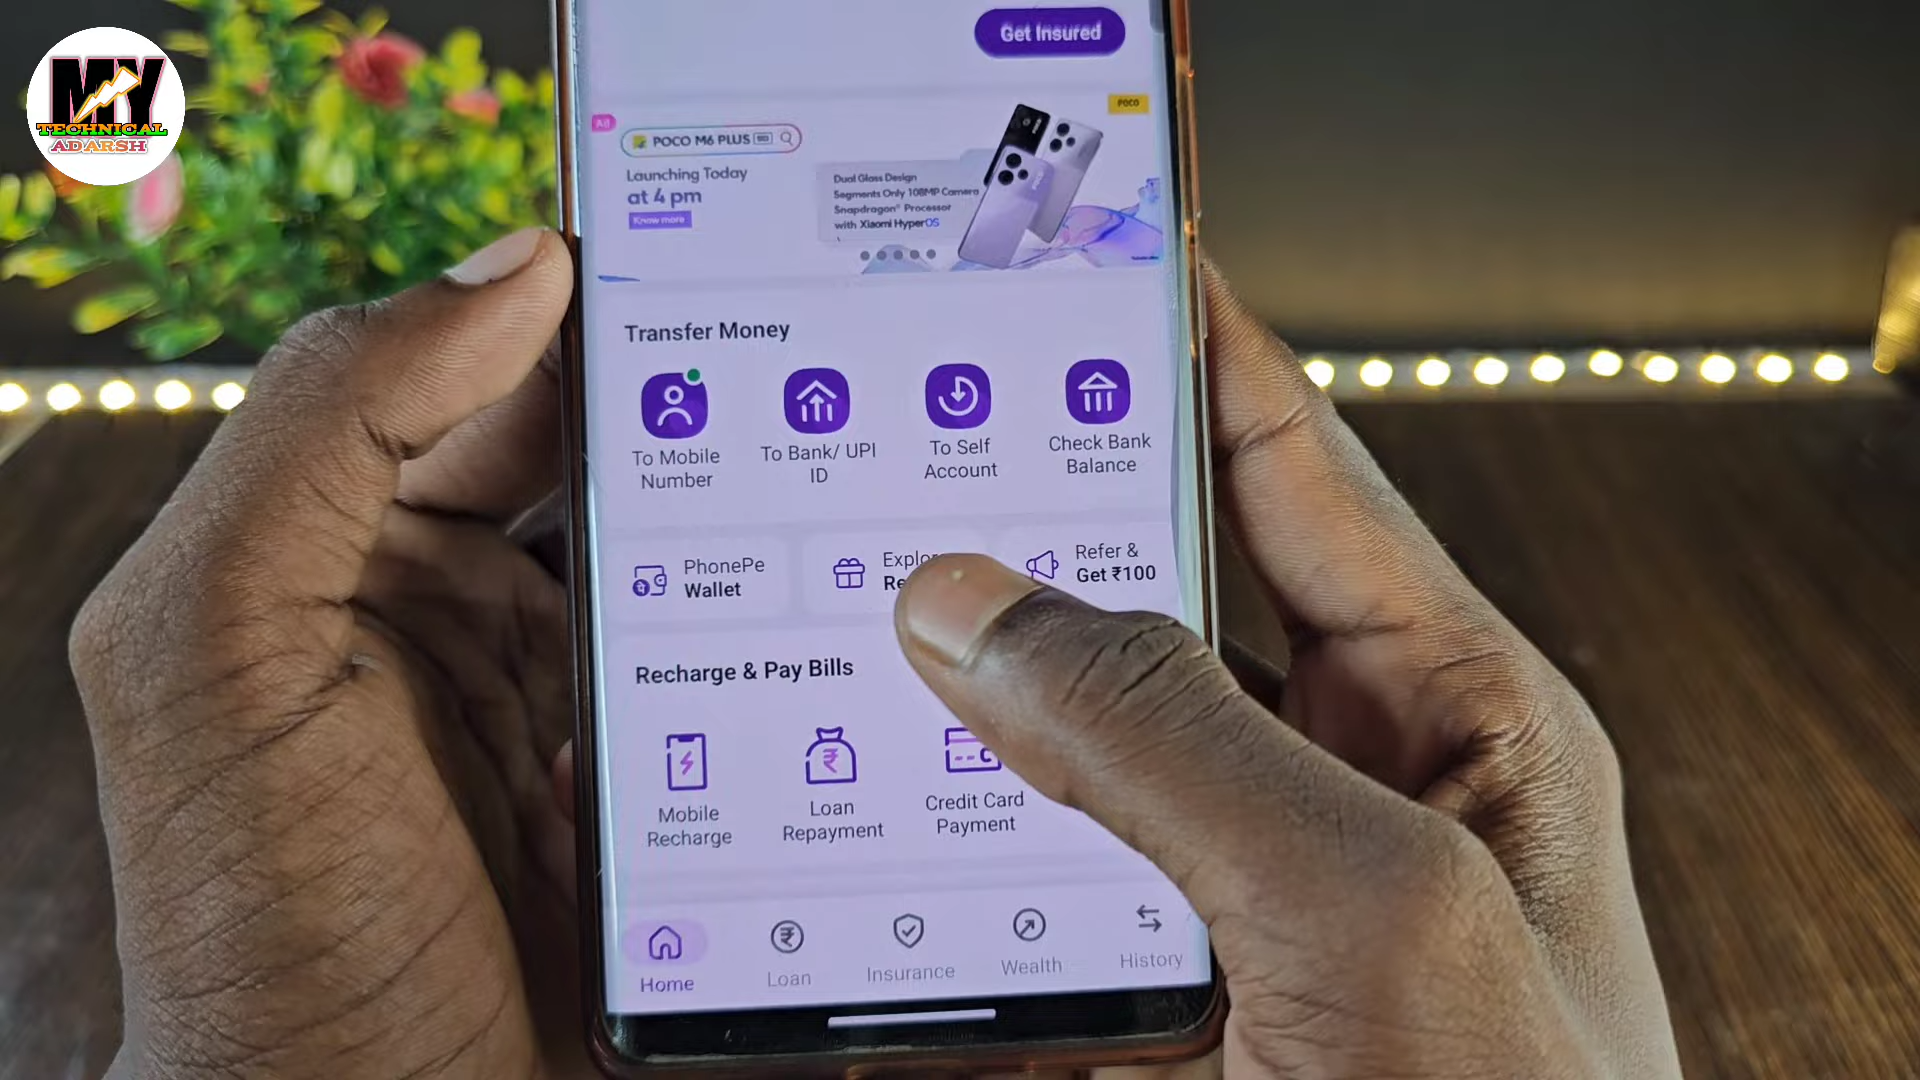 MY
TECHNICAL
ADARSH
Get Insured
Ad
POCO
POCO M6 PLUS
Launching Today
at 4 pm
Know more
Dual Glass Design
Segments Only 108MP Camera
Snapdragon® Processor
with Xiaomi HyperOS
Transfer Money
To Mobile
Number
To Bank/ UPI
ID
To Self
Account
Check Bank
Balance
PhonePe
Wallet
Refer &
Get ₹100
Recharge & Pay Bills
Mobile
Recharge
Loan
Repayment
Credit Card
Payment
Home
Loan
Insurance
Wealth
History